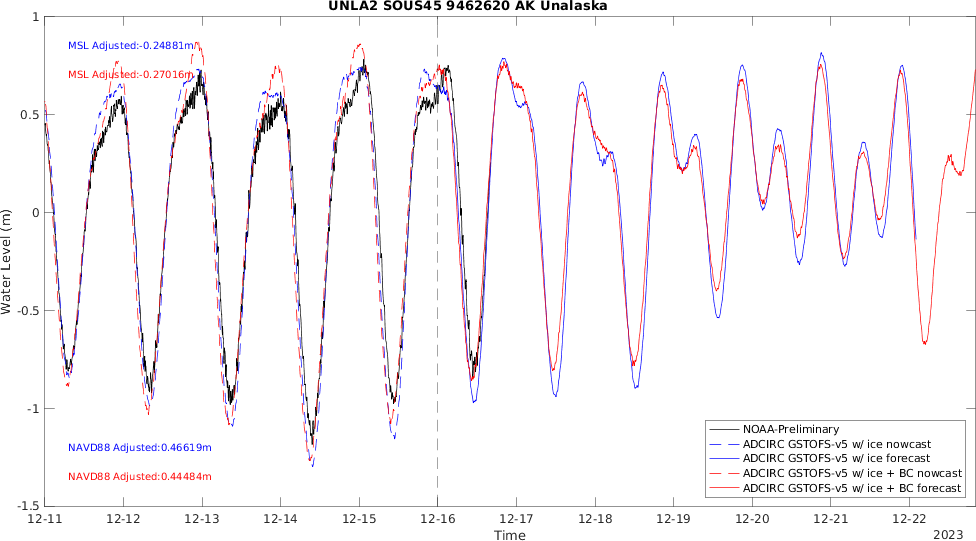 UNLA2 SOUS45 9462620 AK Unalaska
1
0.5
0
-0.5
-1
-1.5
Water Level (m)
MSL Adjusted:-0.24881m
MSL Adjusted:-0.27016m
NAVD88 Adjusted:0.46619m
NAVD88 Adjusted:0.44484m
NOAA-Preliminary
ADCIRC GSTOFS-v5 w/ ice nowcast
ADCIRC GSTOFS-v5 w/ ice forecast
ADCIRC GSTOFS-v5 w/ ice + BC nowcast
ADCIRC GSTOFS-v5 w/ ice + BC forecast
12-11 12-12 12-13 12-14 12-15 12-16 12-17 12-18 12-19 12-20 12-21 12-22
Time
2023